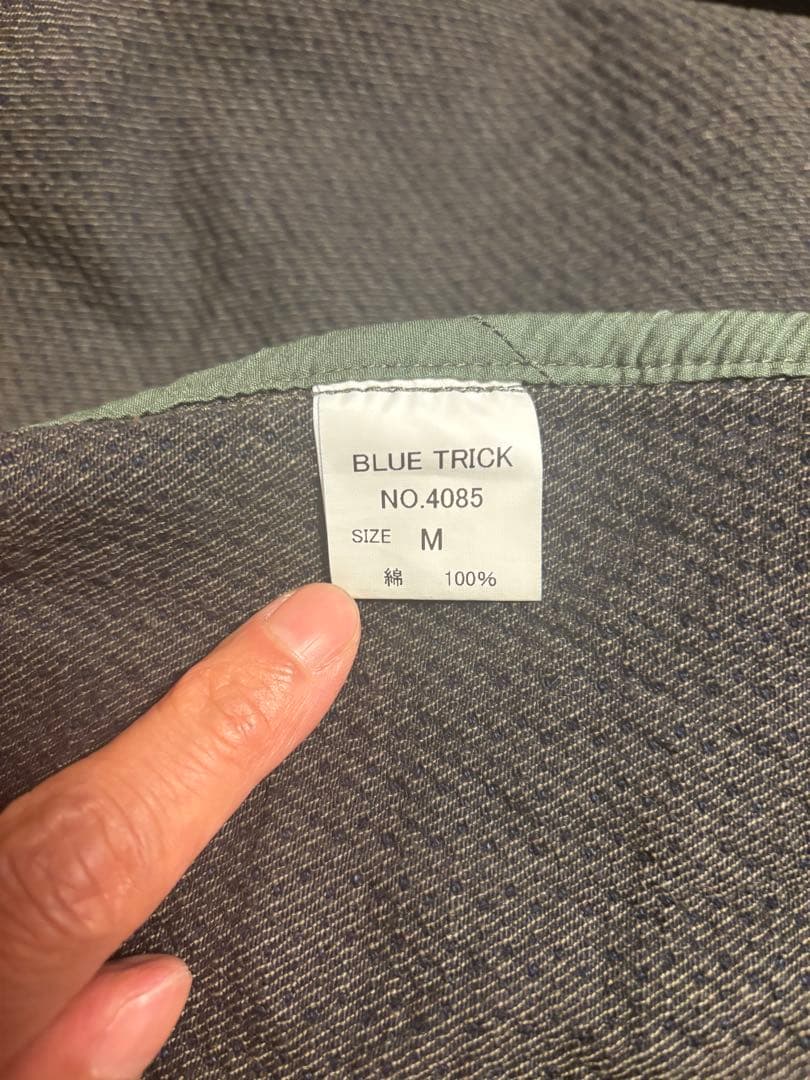 BLUE TRICK
NO.4085
SIZE M
綿 100%